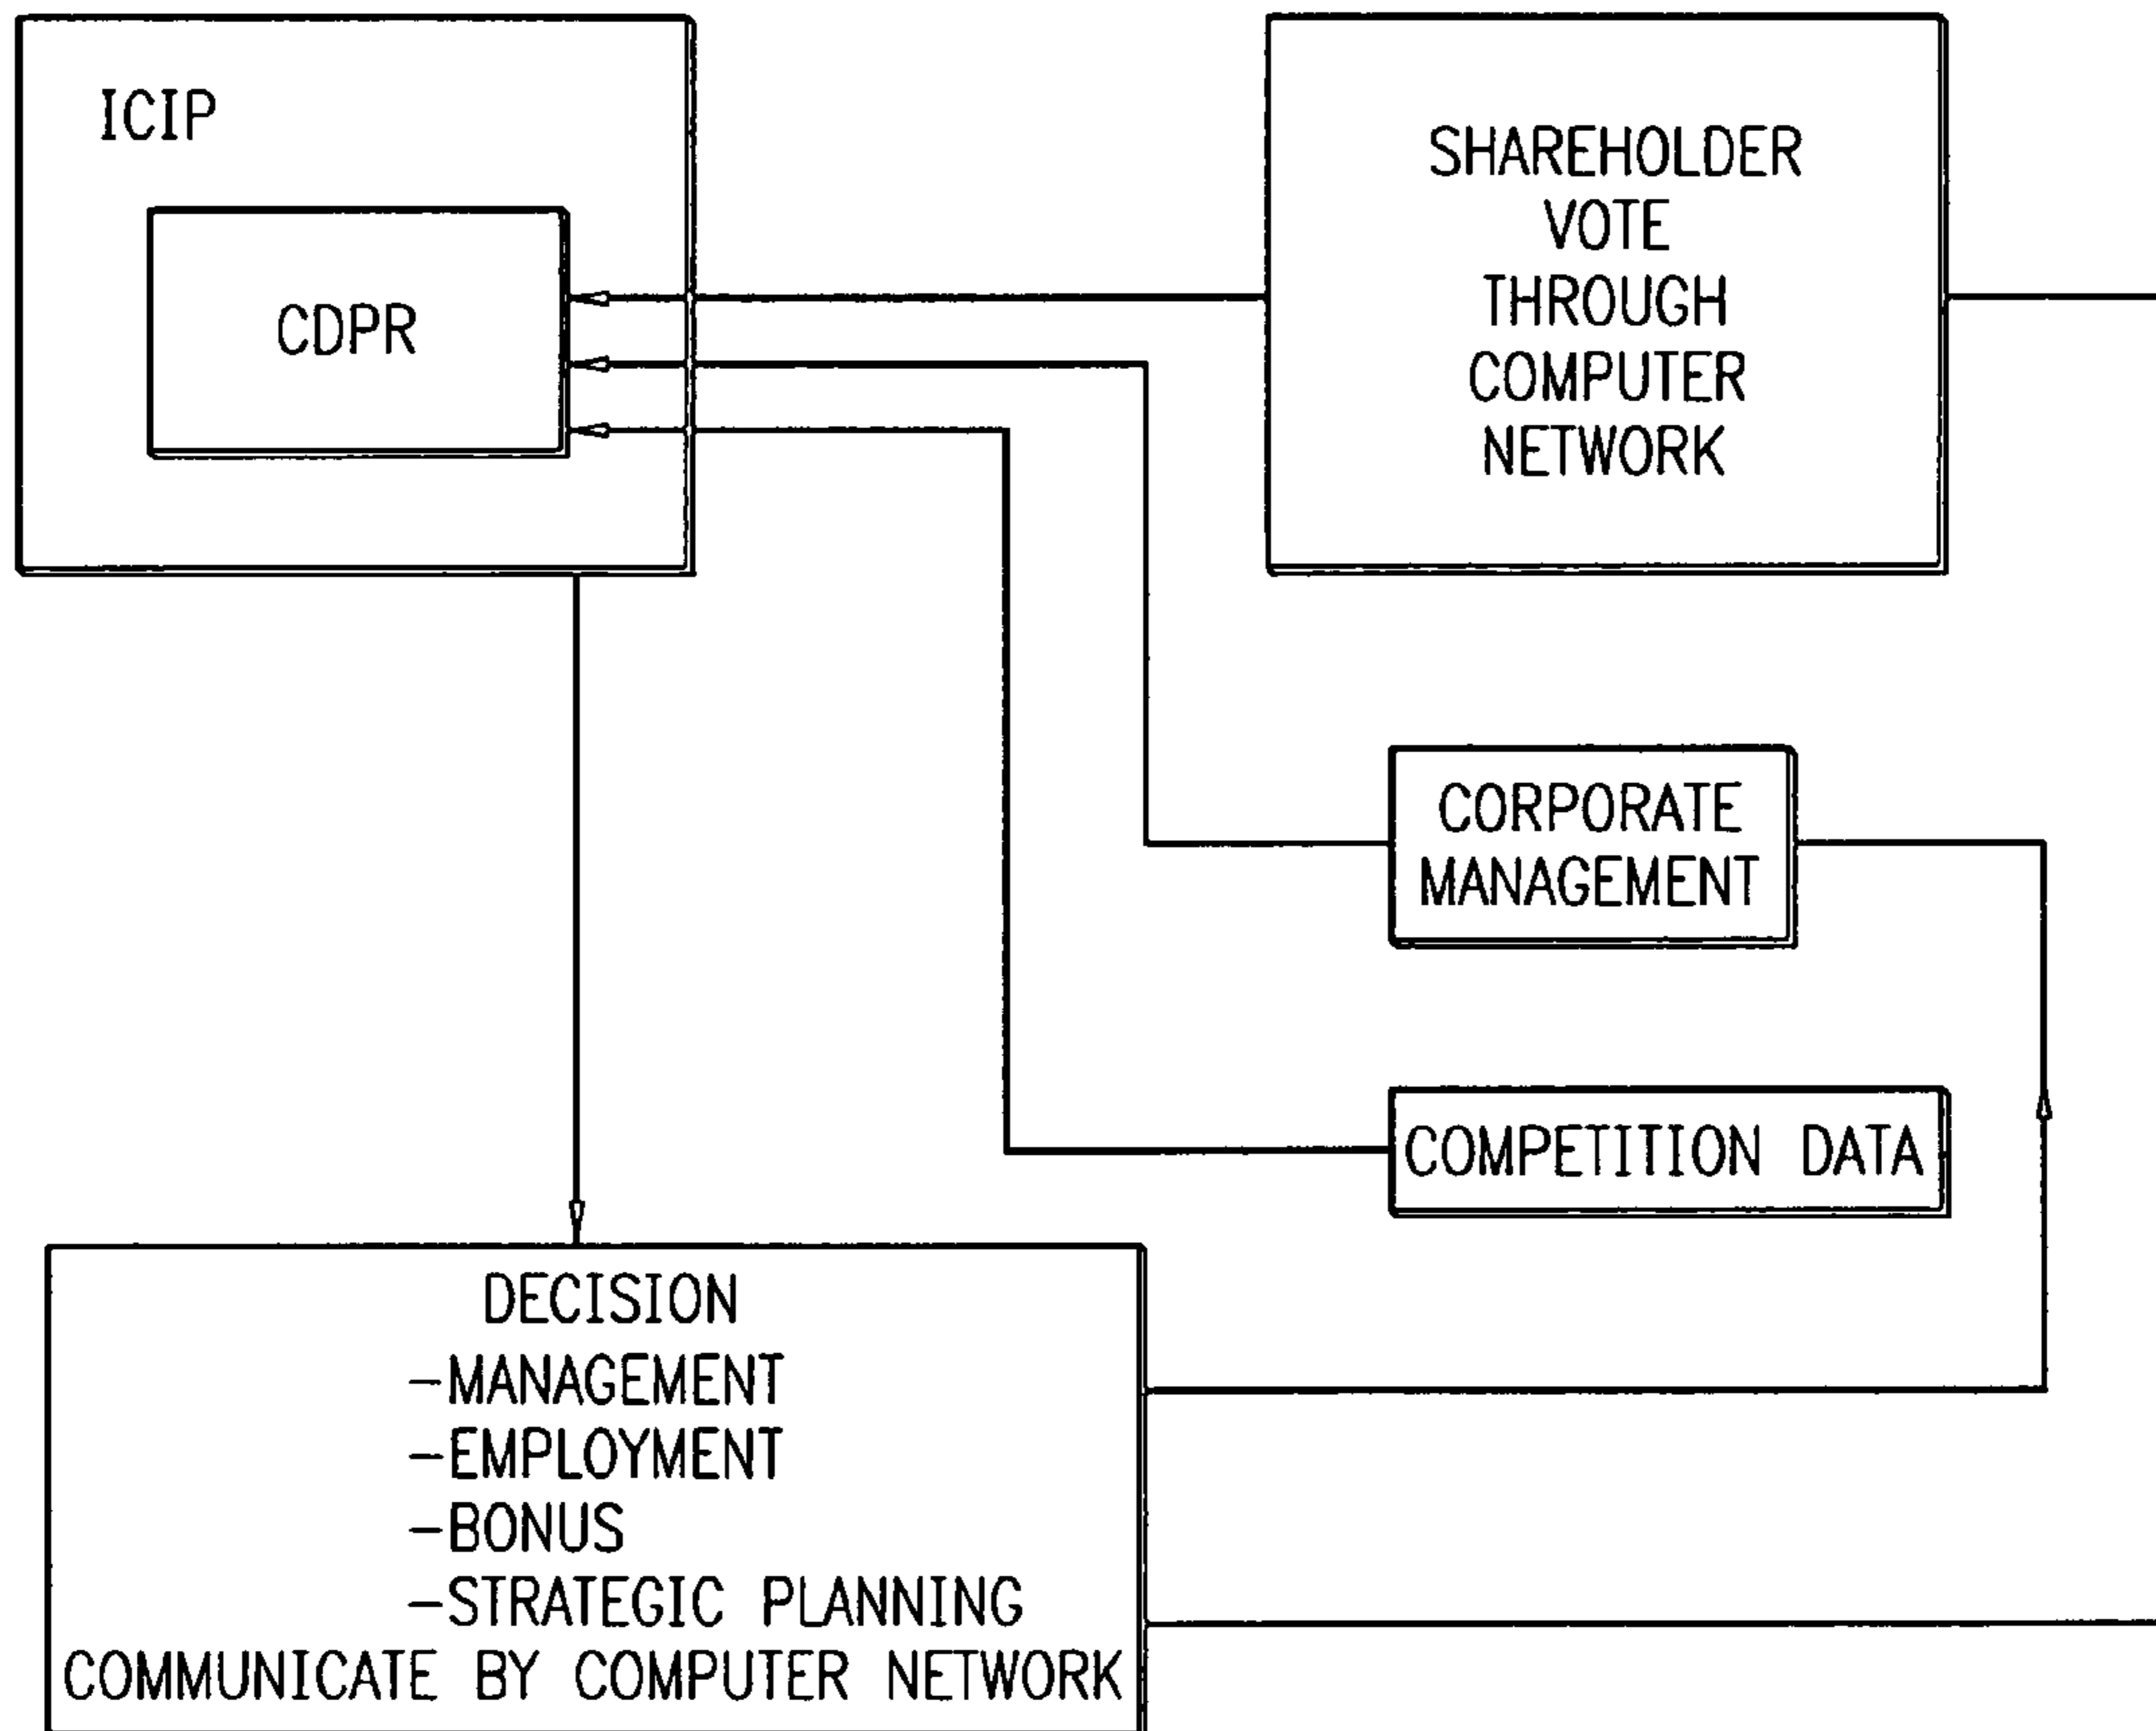 ICIP
CDPR
SHAREHOLDER
VOTE
THROUGH
COMPUTER
NETWORK
CORPORATE
MANAGEMENT
COMPETITION DATA
DECISION
-MANAGEMENT
-EMPLOYMENT
-BONUS
-STRATEGIC PLANNING
COMMUNICATE BY COMPUTER NETWORK